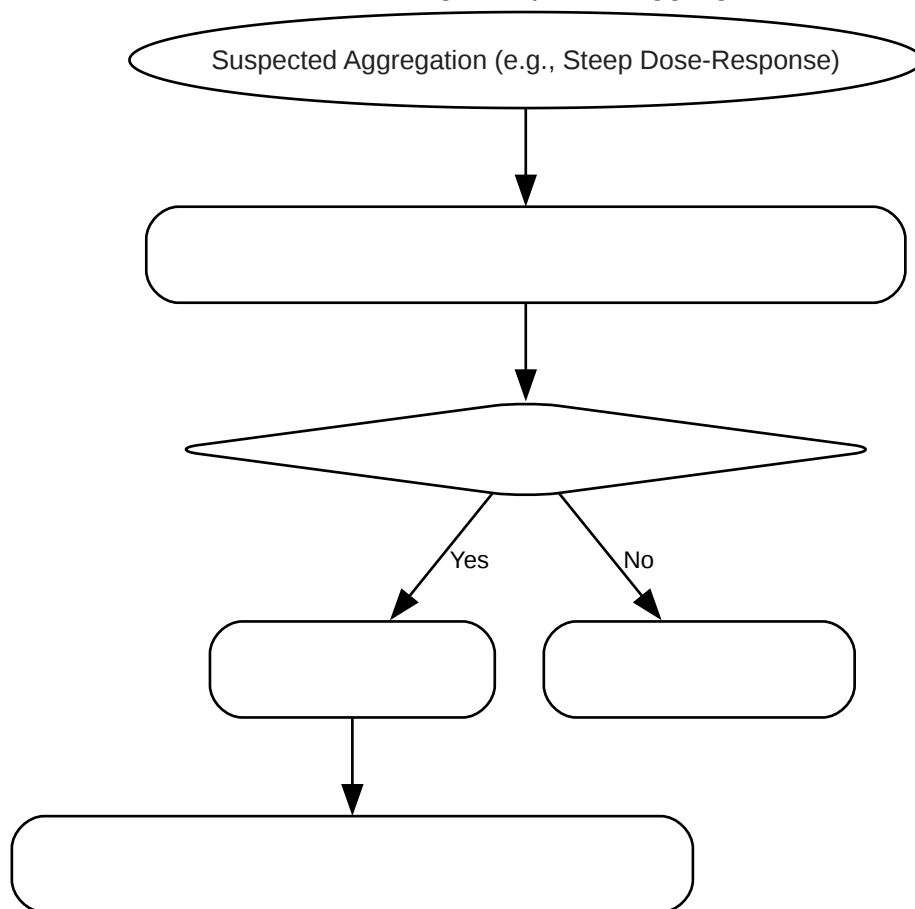 Suspected Aggregation (e.g., Steep Dose-Response)
Yes
No